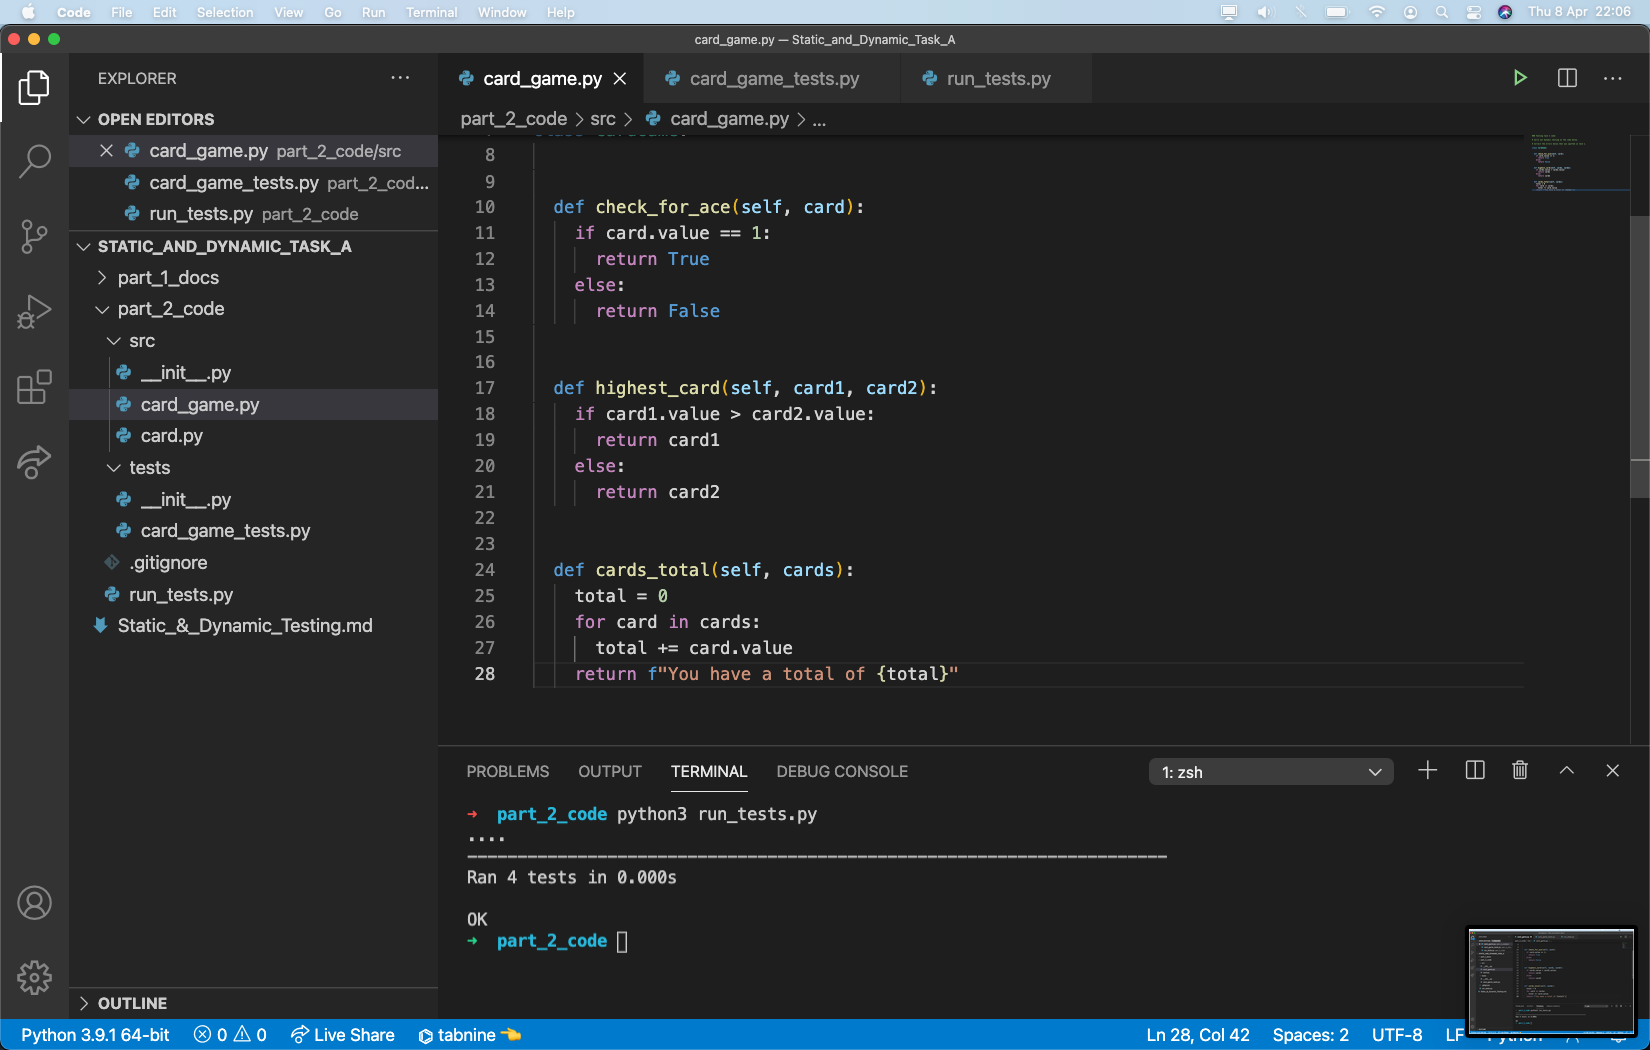 Code File Edit Selection View Go Run Terminal Window Help Thu 8 Apr 22:06
card_game.py — Static_and_Dynamic_Task_A
EXPLORER
card_game.py card_game_tests.py run_tests.py
OPEN EDITORS
card_game.py part_2_code/src
card_game_tests.py part_2_cod...
run_tests.py part_2_code
STATIC_AND_DYNAMIC_TASK_A
part_1_docs
part_2_code
src
__init__.py
card_game.py
card.py
tests
__init__.py
card_game_tests.py
.gitignore
run_tests.py
Static_&_Dynamic_Testing.md
OUTLINE
part_2_code > src > card_game.py > ...
8
9
10 def check_for_ace(self, card):
11 if card.value == 1:
12 return True
13 else:
14 return False
15
16
17 def highest_card(self, card1, card2):
18 if card1.value > card2.value:
19 return card1
20 else:
21 return card2
22
23
24 def cards_total(self, cards):
25 total = 0
26 for card in cards:
27 total += card.value
28 return f"You have a total of {total}"
PROBLEMS OUTPUT TERMINAL DEBUG CONSOLE 1: zsh
➜ part_2_code python3 run_tests.py
....
----------------------------------------------------------------------
Ran 4 tests in 0.000s
OK
➜ part_2_code
Python 3.9.1 64-bit 0 0 Live Share tabnine Ln 28, Col 42 Spaces: 2 UTF-8 LF Python